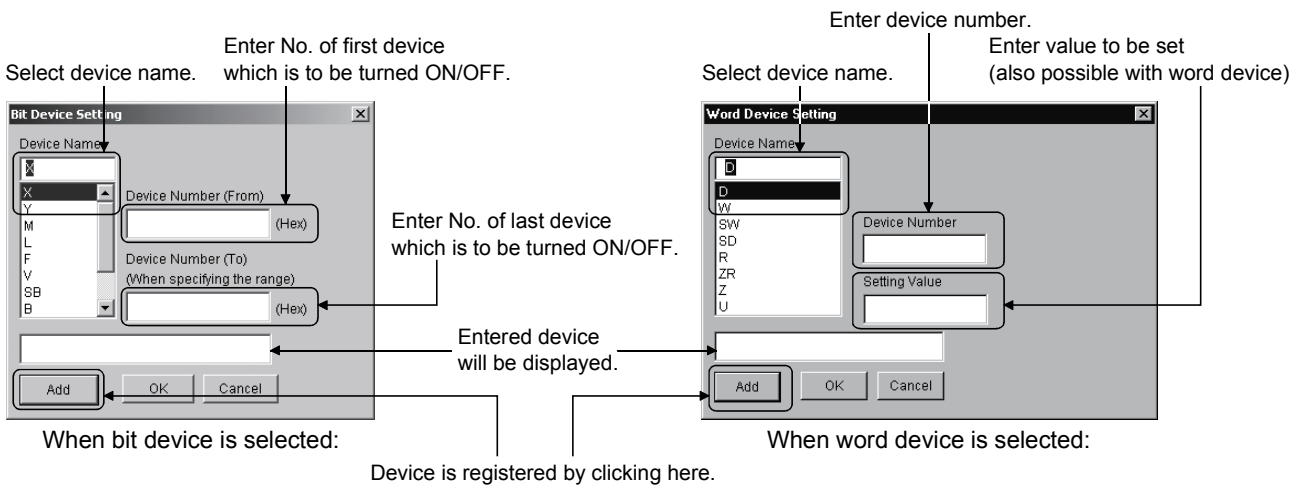 Enter device number.
Enter No. of first device
which is to be turned ON/OFF.
Enter value to be set
(also possible with word device)
Select device name.
Select device name.
Bit Device Setting
Device Name
X
X
Y
M
L
F
V
SB
B
Device Number (From)
(Hex)
Device Number (To)
(When specifying the range)
(Hex)
Add
OK
Cancel
Enter No. of last device
which is to be turned ON/OFF.
Entered device
will be displayed.
Word Device Setting
Device Name
D
D
W
SW
SD
R
ZR
Z
U
Device Number
Setting Value
Add
OK
Cancel
When bit device is selected:
When word device is selected:
Device is registered by clicking here.